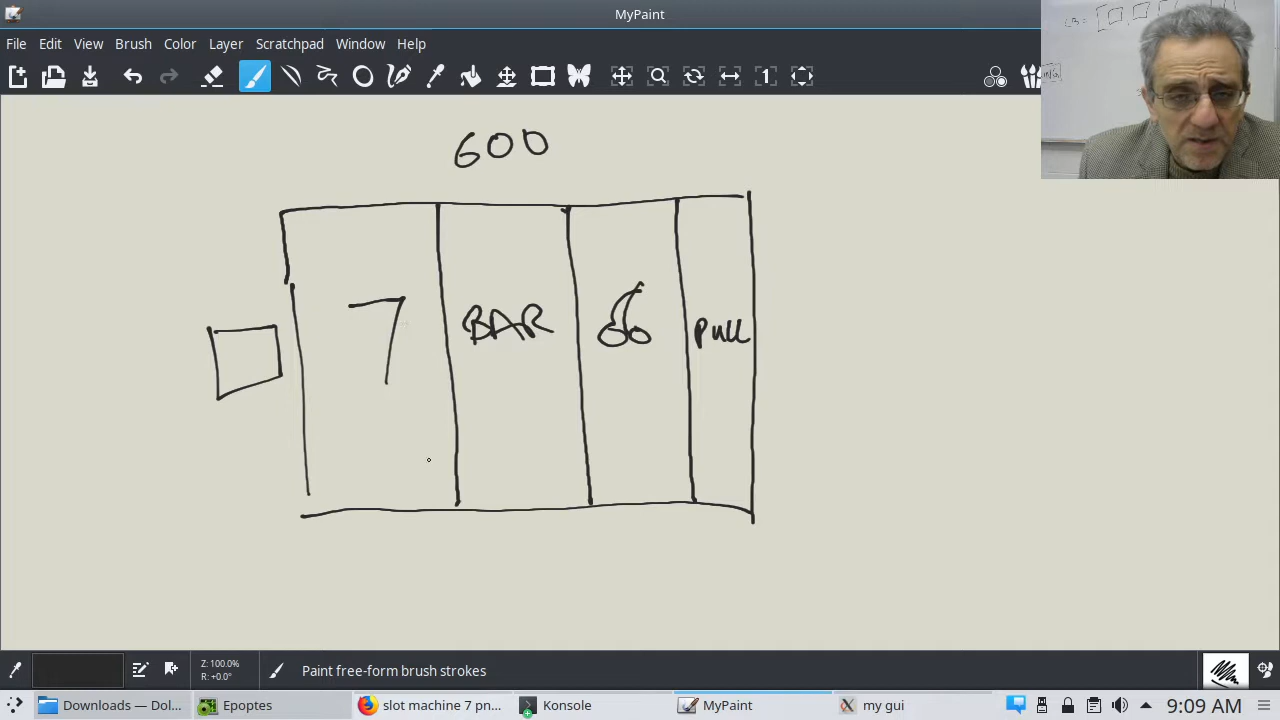 MyPaint
File Edit View Brush Color Layer Scratchpad Window Help
600
7 BAR Pull
Z: 100.0%
R: +0.0°
Paint free-form brush strokes
Downloads — Dol...
Epoptes
slot machine 7 pn...
Konsole
MyPaint
my gui
9:09 AM